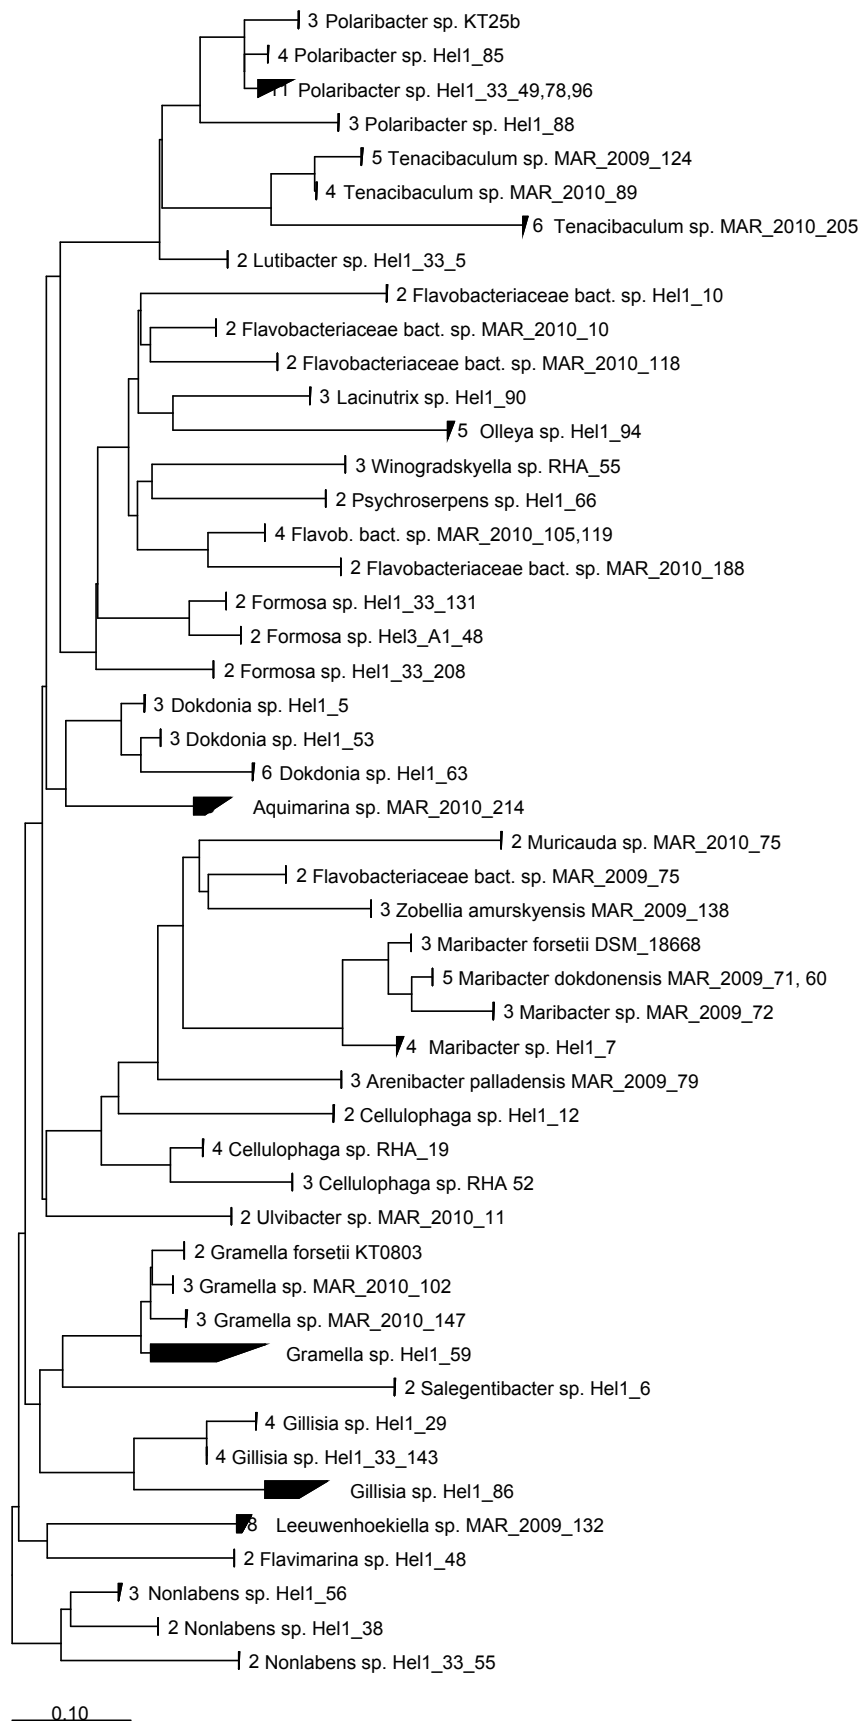 3 Polaribacter sp. KT25b
4 Polaribacter sp. Hel1_85
11 Polaribacter sp. Hel1_33_49,78,96
3 Polaribacter sp. Hel1_88
5 Tenacibaculum sp. MAR_2009_124
4 Tenacibaculum sp. MAR_2010_89
6 Tenacibaculum sp. MAR_2010_205
2 Lutibacter sp. Hel1_33_5
2 Flavobacteriaceae bact. sp. Hel1_10
2 Flavobacteriaceae bact. sp. MAR_2010_10
2 Flavobacteriaceae bact. sp. MAR_2010_118
3 Lacinutrix sp. Hel1_90
5 Olleya sp. Hel1_94
3 Winogradskyella sp. RHA_55
2 Psychroserpens sp. Hel1_66
4 Flavob. bact. sp. MAR_2010_105,119
2 Flavobacteriaceae bact. sp. MAR_2010_188
2 Formosa sp. Hel1_33_131
2 Formosa sp. Hel3_A1_48
2 Formosa sp. Hel1_33_208
3 Dokdonia sp. Hel1_5
3 Dokdonia sp. Hel1_53
6 Dokdonia sp. Hel1_63
Aquimarina sp. MAR_2010_214
2 Muricauda sp. MAR_2010_75
2 Flavobacteriaceae bact. sp. MAR_2009_75
3 Zobellia amurskyensis MAR_2009_138
3 Maribacter forsetii DSM_18668
5 Maribacter dokdonensis MAR_2009_71, 60
3 Maribacter sp. MAR_2009_72
4 Maribacter sp. Hel1_7
3 Arenibacter palladensis MAR_2009_79
2 Cellulophaga sp. Hel1_12
4 Cellulophaga sp. RHA_19
3 Cellulophaga sp. RHA 52
2 Ulvibacter sp. MAR_2010_11
2 Gramella forsetii KT0803
3 Gramella sp. MAR_2010_102
3 Gramella sp. MAR_2010_147
Gramella sp. Hel1_59
2 Salegentibacter sp. Hel1_6
4 Gillisia sp. Hel1_29
4 Gillisia sp. Hel1_33_143
Gillisia sp. Hel1_86
8 Leeuwenhoekiella sp. MAR_2009_132
2 Flavimarina sp. Hel1_48
3 Nonlabens sp. Hel1_56
2 Nonlabens sp. Hel1_38
2 Nonlabens sp. Hel1_33_55
0.10